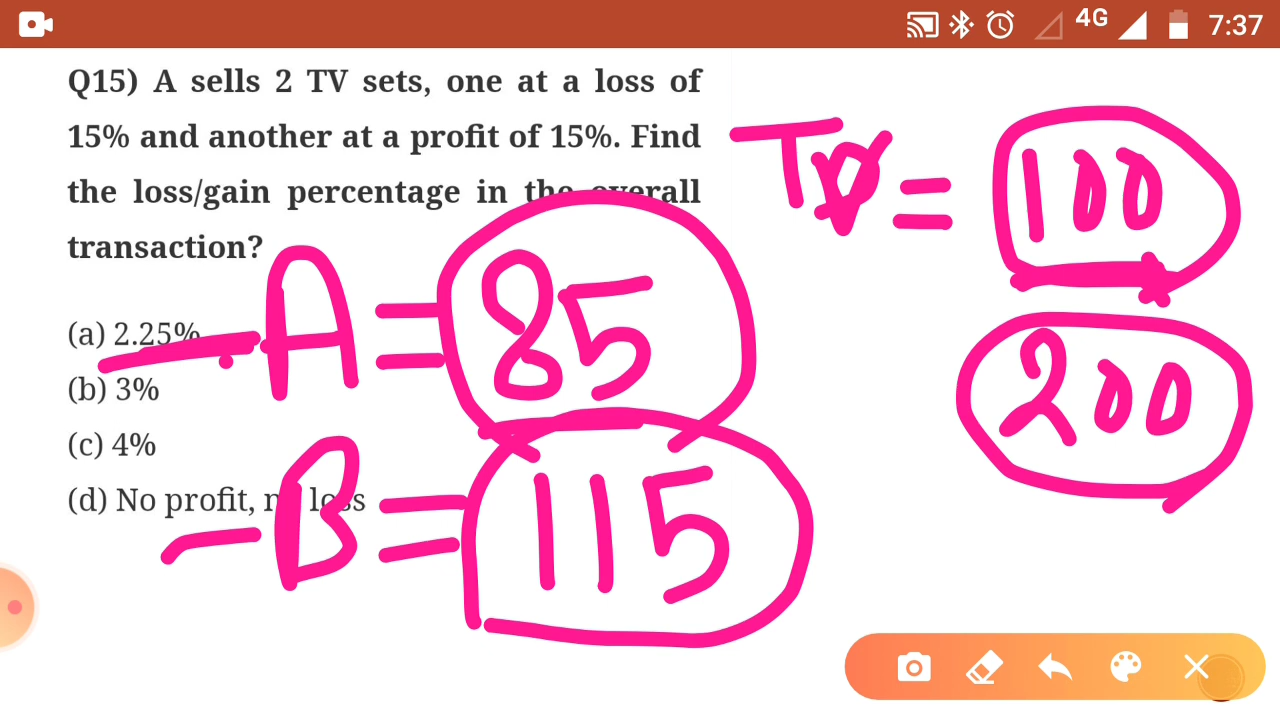 4G 7:37
Q15) A sells 2 TV sets, one at a loss of
15% and another at a profit of 15%. Find
the loss/gain percentage in the overall
transaction?
(a) 2.25%
(b) 3%
(c) 4%
(d) No profit, no loss
TV = 100
200
A = 85
B = 115